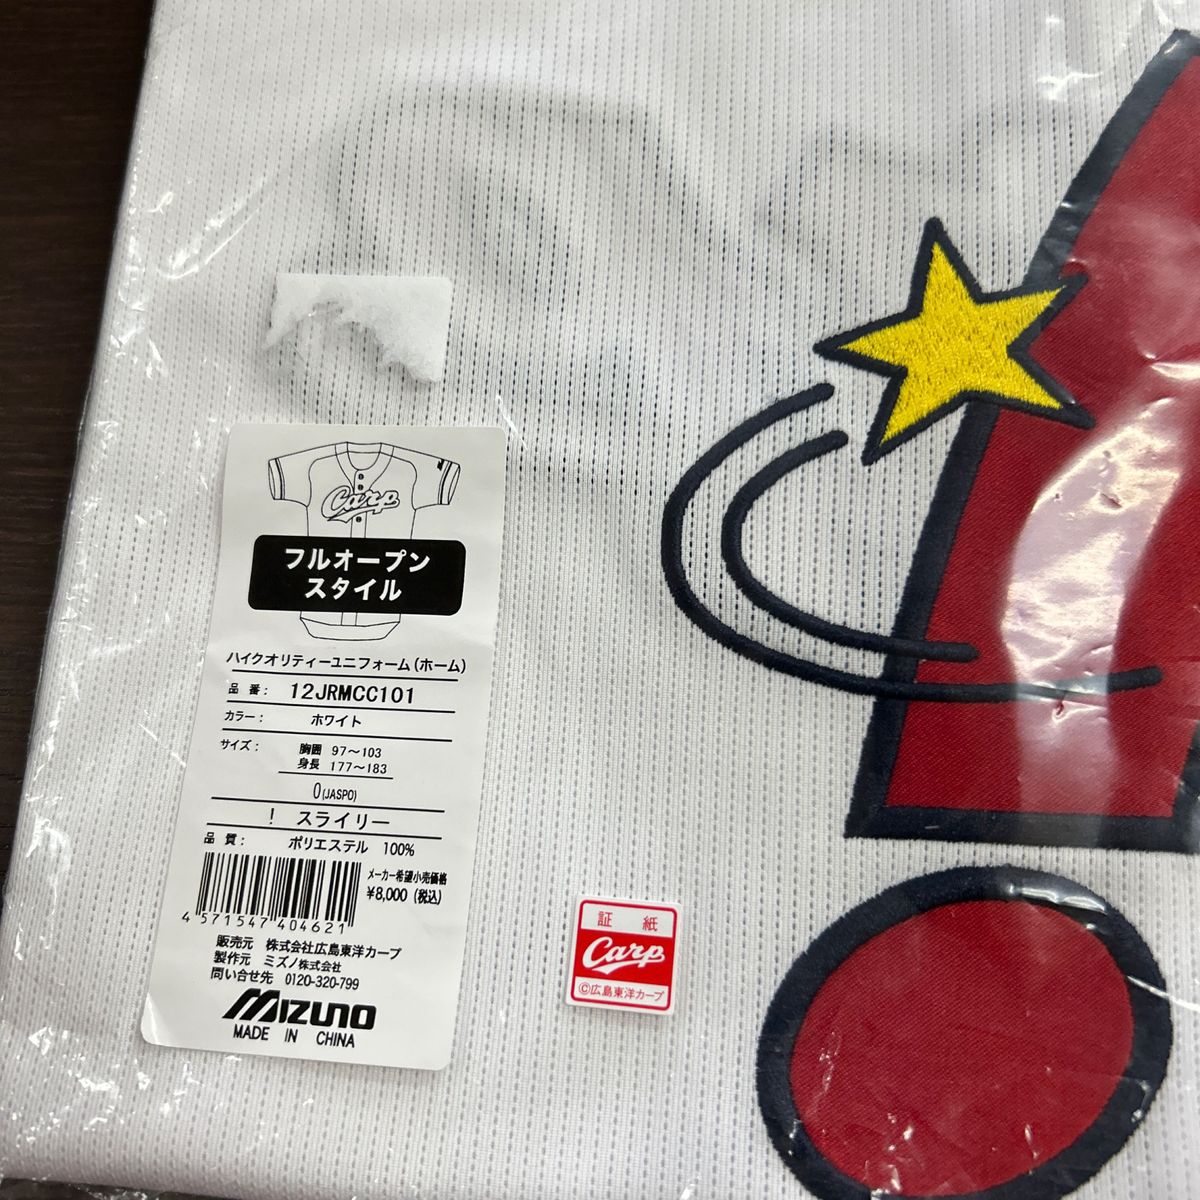 Carp
フルオープン
スタイル
ハイクオリティーユニフォーム(ホーム)
品 番: 12JRMCC101
カラー: ホワイト
サイズ: 胸囲 97～103
身長 177～183
O(JASPO)
! スライリー
品 質: ポリエステル 100%
メーカー希望小売価格
¥8,000 (税込)
4 571547 404621
販売元 株式会社広島東洋カープ
製作元 ミズノ株式会社
問い合せ先 0120-320-799
MIZUNO
MADE IN CHINA
証 紙
Carp
©広島東洋カープ